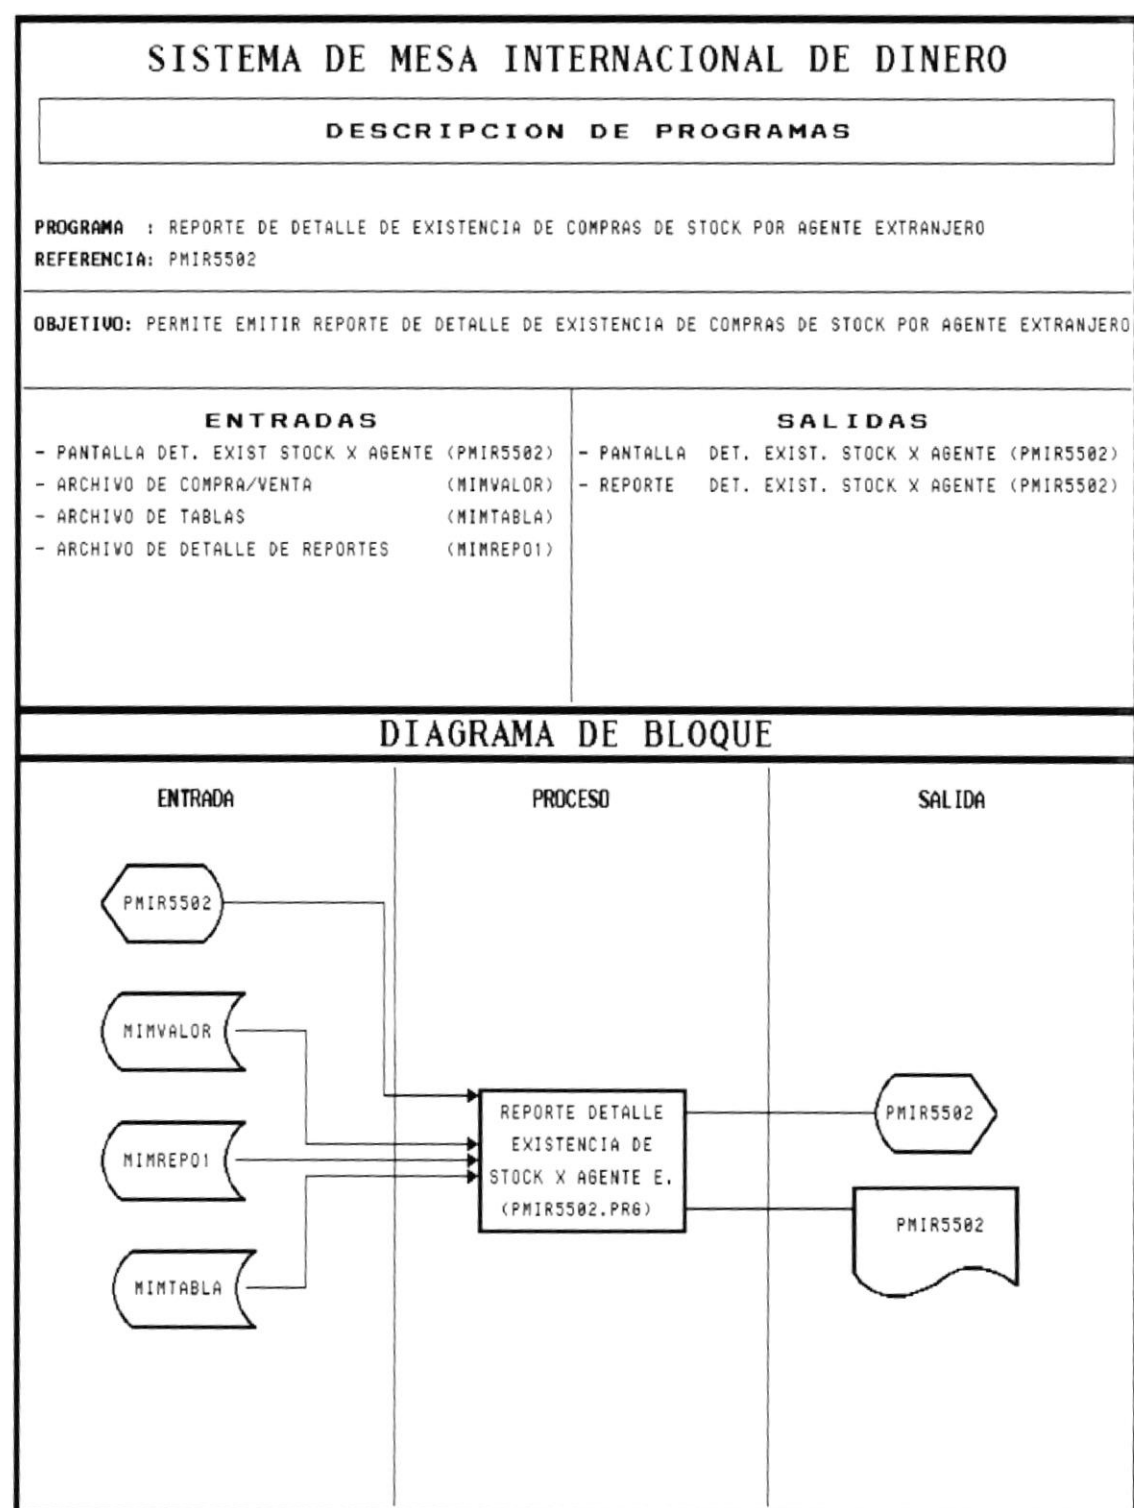 SISTEMA DE MESA INTERNACIONAL DE DINERO
DESCRIPCION DE PROGRAMAS
PROGRAMA : REPORTE DE DETALLE DE EXISTENCIA DE COMPRAS DE STOCK POR AGENTE EXTRANJERO
REFERENCIA: PMIR5502
OBJETIVO: PERMITE EMITIR REPORTE DE DETALLE DE EXISTENCIA DE COMPRAS DE STOCK POR AGENTE EXTRANJERO
ENTRADAS
- PANTALLA DET. EXIST STOCK X AGENTE (PMIR5502)
- ARCHIVO DE COMPRA/VENTA (MIMVALOR)
- ARCHIVO DE TABLAS (MIMTABLA)
- ARCHIVO DE DETALLE DE REPORTES (MIMREPO1)
SALIDAS
- PANTALLA DET. EXIST. STOCK X AGENTE (PMIR5502)
- REPORTE DET. EXIST. STOCK X AGENTE (PMIR5502)
DIAGRAMA DE BLOQUE
ENTRADA
PMIR5502
MIMVALOR
MIMREPO1
MIMTABLA
PROCESO
REPORTE DETALLE
EXISTENCIA DE
STOCK X AGENTE E.
(PMIR5502.PRG)
SALIDA
PMIR5502
PMIR5502